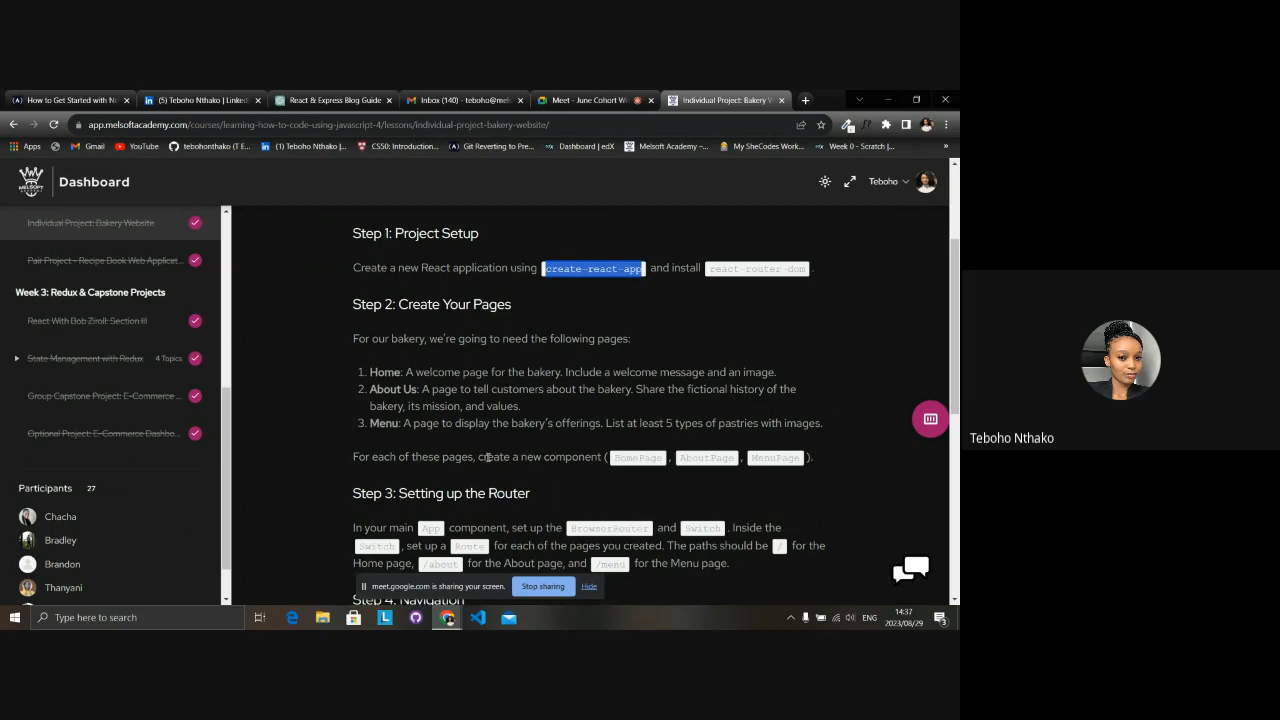 How to Get Started with No
(5) Teboho Nthako | Linked
React & Express Blog Guide
Inbox (140) - teboho@mel
Meet - June Cohort W
Individual Project: Bakery W
app.melsoftacademy.com/courses/learning-how-to-code-using-javascript-4/lessons/individual-project-bakery-website/
Apps
Gmail
YouTube
tebohonthako (T E...
(1) Teboho Nthako |...
CS50: Introduction...
Git Reverting to Pre...
Dashboard | edX
Melsoft Academy –...
My SheCodes Work...
Week 0 - Scratch |...
»
MELSOFT
Dashboard
Teboho
Individual Project: Bakery Website
Pair Project - Recipe Book Web Applicat...
Week 3: Redux & Capstone Projects
React With Bob Ziroll: Section III
State Management with Redux 4 Topics
Group Capstone Project: E-Commerce ...
Optional Project: E-Commerce Dashbo...
Participants 27
Chacha
Bradley
Brandon
Thanyani
Step 1: Project Setup
Create a new React application using create-react-app and install react-router-dom .
Step 2: Create Your Pages
For our bakery, we're going to need the following pages:
1. Home: A welcome page for the bakery. Include a welcome message and an image.
2. About Us: A page to tell customers about the bakery. Share the fictional history of the
bakery, its mission, and values.
3. Menu: A page to display the bakery's offerings. List at least 5 types of pastries with images.
For each of these pages, create a new component ( HomePage , AboutPage , MenuPage ).
Step 3: Setting up the Router
In your main App component, set up the BrowserRouter and Switch . Inside the
Switch , set up a Route for each of the pages you created. The paths should be / for the
Home page, /about for the About page, and /menu for the Menu page.
Step 4: Navigation
meet.google.com is sharing your screen.
Stop sharing
Hide
Type here to search
ENG
14:37
2023/08/29
3
Teboho Nthako